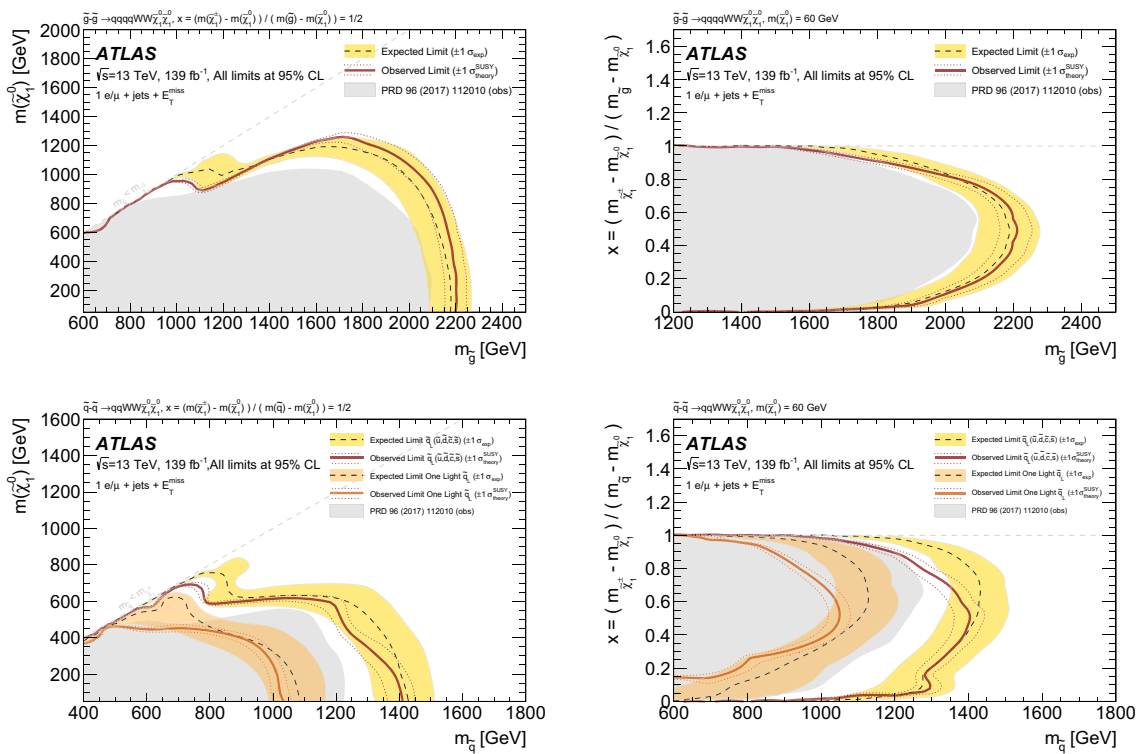 g̃-g̃ →qqqqWWχ̃₁⁰χ̃₁⁰, x = (m(χ̃₁±) - m(χ̃₁⁰) ) / ( m(g̃) - m(χ̃₁⁰) ) = 1/2
m(χ̃₁⁰) [GeV]
2000
1800
1600
1400
1200
1000
800
600
400
200
ATLAS
√s=13 TeV, 139 fb⁻¹, All limits at 95% CL
1 e/μ + jets + E_T^miss
Expected Limit (±1 σ_exp)
Observed Limit (±1 σ_theory^SUSY)
PRD 96 (2017) 112010 (obs)
600 800 1000 1200 1400 1600 1800 2000 2200 2400
m_g̃ [GeV]
g̃-g̃ →qqqqWWχ̃₁⁰χ̃₁⁰, m(χ̃₁⁰) = 60 GeV
x = ( m_χ̃₁± - m_χ̃₁⁰ ) / ( m_g̃ - m_χ̃₁⁰ )
1.6
1.4
1.2
1
0.8
0.6
0.4
0.2
0
ATLAS
√s=13 TeV, 139 fb⁻¹, All limits at 95% CL
1 e/μ + jets + E_T^miss
Expected Limit (±1 σ_exp)
Observed Limit (±1 σ_theory^SUSY)
PRD 96 (2017) 112010 (obs)
1200 1400 1600 1800 2000 2200 2400
m_g̃ [GeV]
q̃-q̃ →qqWWχ̃₁⁰χ̃₁⁰, x = (m(χ̃₁±) - m(χ̃₁⁰) ) / ( m(q̃) - m(χ̃₁⁰) ) = 1/2
m(χ̃₁⁰) [GeV]
1600
1400
1200
1000
800
600
400
200
ATLAS
√s=13 TeV, 139 fb⁻¹,All limits at 95% CL
1 e/μ + jets + E_T^miss
Expected Limit q̃_L (ũ,d̃,c̃,s̃) (±1 σ_exp)
Observed Limit q̃_L (ũ,d̃,c̃,s̃) (±1 σ_theory^SUSY)
Expected Limit One Light q̃_L (±1 σ_exp)
Observed Limit One Light q̃_L (±1 σ_theory^SUSY)
PRD 96 (2017) 112010 (obs)
400 600 800 1000 1200 1400 1600 1800
m_q̃ [GeV]
q̃-q̃ →qqWWχ̃₁⁰χ̃₁⁰, m(χ̃₁⁰) = 60 GeV
x = ( m_χ̃₁± - m_χ̃₁⁰ ) / ( m_q̃ - m_χ̃₁⁰ )
1.6
1.4
1.2
1
0.8
0.6
0.4
0.2
0
ATLAS
√s=13 TeV, 139 fb⁻¹, All limits at 95% CL
1 e/μ + jets + E_T^miss
Expected Limit q̃_L (ũ,d̃,c̃,s̃) (±1 σ_exp)
Observed Limit q̃_L (ũ,d̃,c̃,s̃) (±1 σ_theory^SUSY)
Expected Limit One Light q̃_L (±1 σ_exp)
Observed Limit One Light q̃_L (±1 σ_theory^SUSY)
PRD 96 (2017) 112010 (obs)
600 800 1000 1200 1400 1600 1800
m_q̃ [GeV]